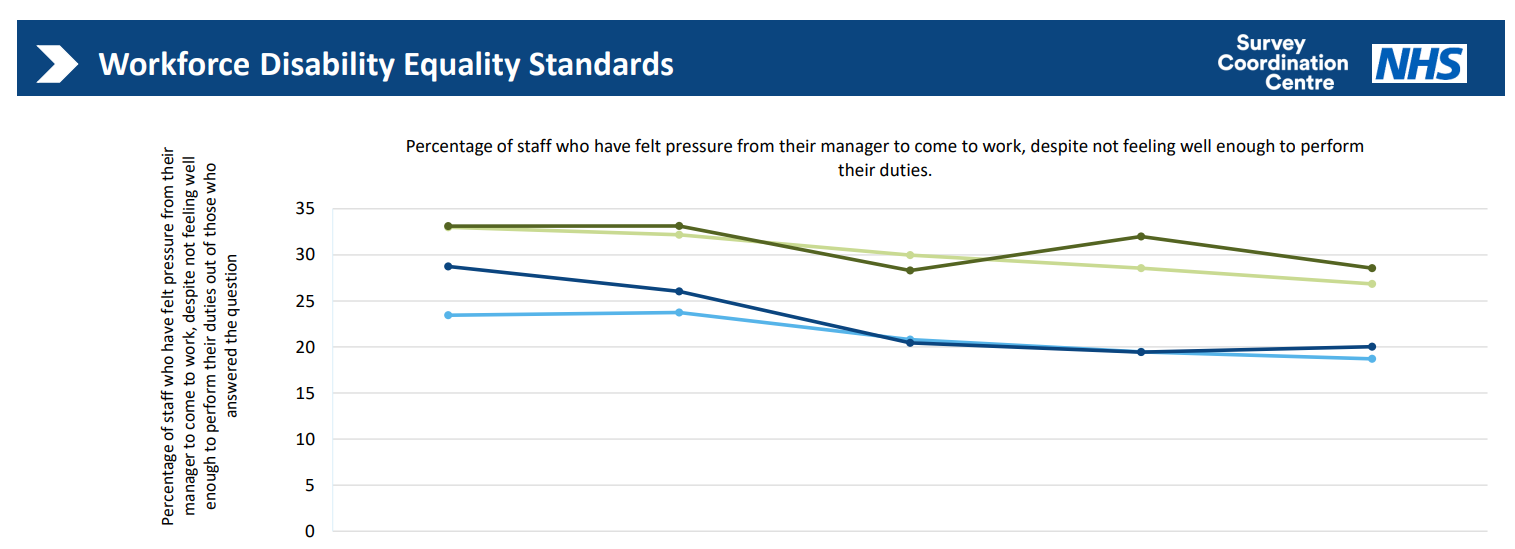 Workforce Disability Equality Standards
Survey
Coordination
Centre
NHS
Percentage of staff who have felt pressure from their manager to come to work, despite not feeling well enough to perform
their duties.
Percentage of staff who have felt pressure from their
manager to come to work, despite not feeling well
enough to perform their duties out of those who
answered the question
35
30
25
20
15
10
5
0